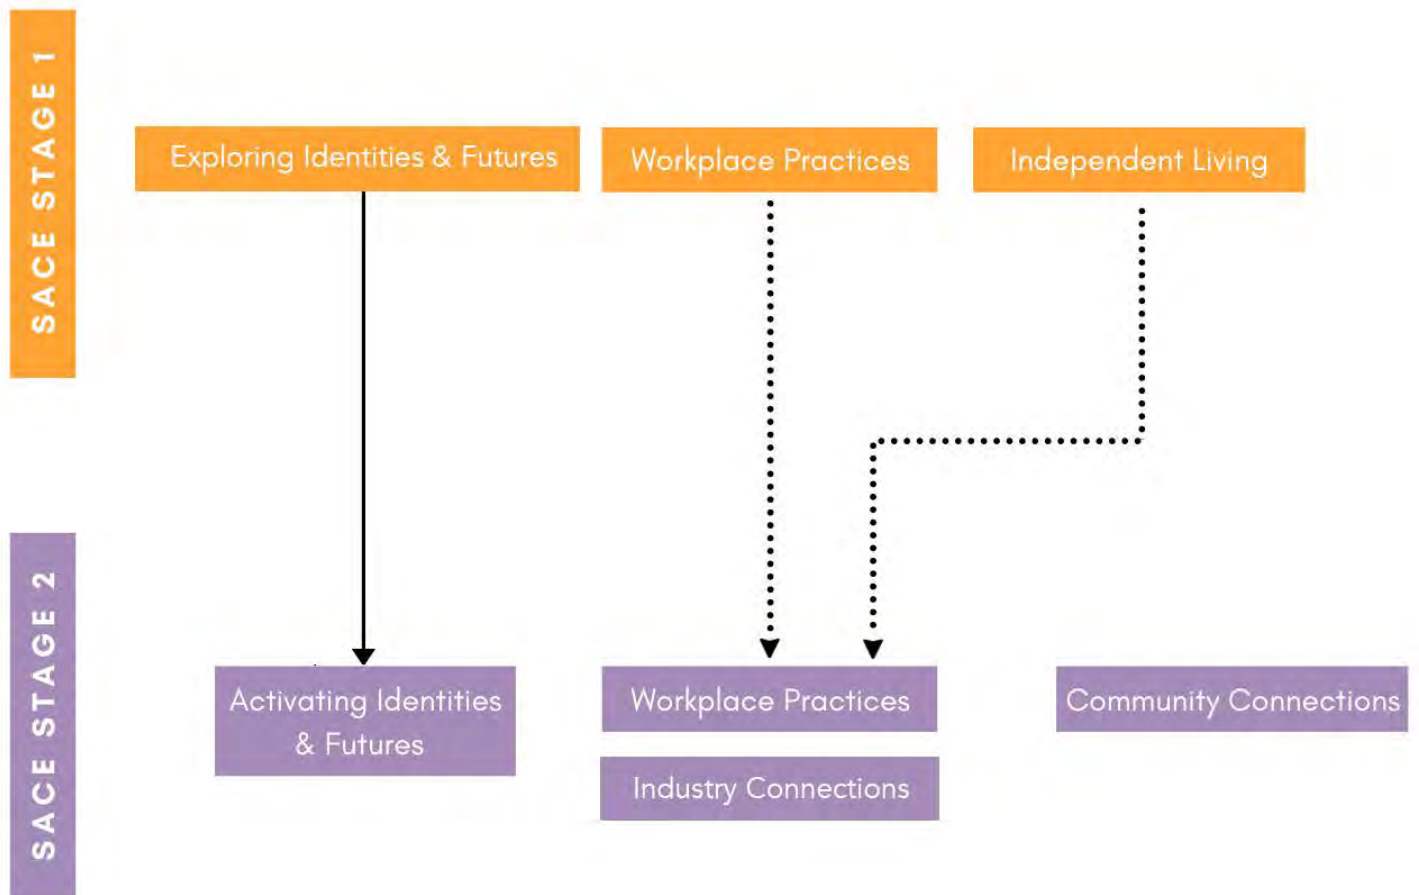 SACE STAGE 1
Exploring Identities & Futures
Workplace Practices
Independent Living
SACE STAGE 2
Activating Identities
& Futures
Workplace Practices
Community Connections
Industry Connections